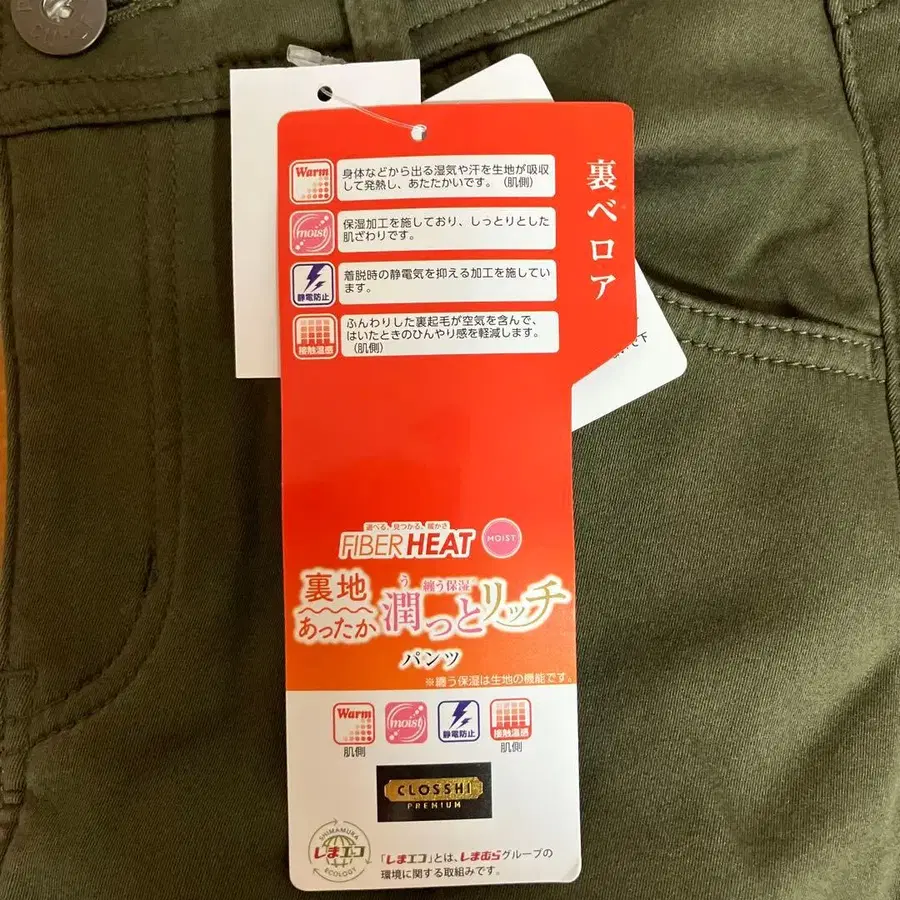 裏ベロア
Warm
身体などから出る湿気や汗を生地が吸収
して発熱し、あたたかいです。（肌側）
moist
保湿加工を施しており、しっとりとした
肌ざわりです。
静電防止
着脱時の静電気を抑える加工を施してい
ます。
接触温感
ふんわりした裏起毛が空気を含んで、
はいたときのひんやり感を軽減します。
（肌側）
選べる、見つかる、暖かさ
FIBER HEAT
MOIST
裏地
あったか
う 纏う保湿
潤っとリッチ
パンツ
※纏う保湿は生地の機能です。
Warm
moist
静電防止
接触温感
肌側
肌側
CLOSSHI
PREMIUM
SHIMAMURA
しまエコ
ECOLOGY
「しまエコ」とは、しまむらグループの
環境に関する取組みです。